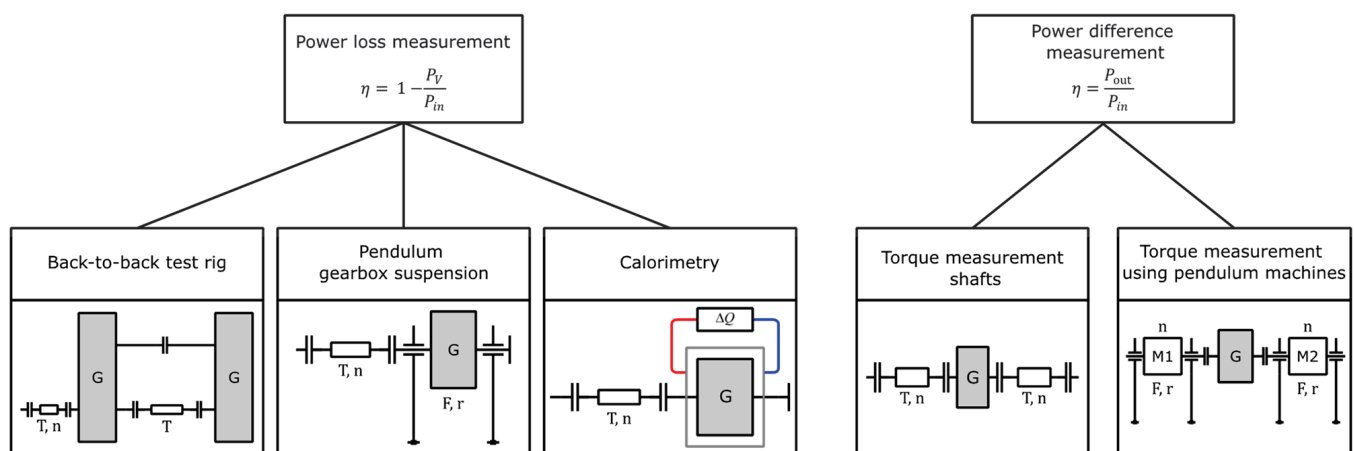 Power loss measurement
η = 1 − P_V / P_in
Power difference
measurement
η = P_out / P_in
Back-to-back test rig
Pendulum
gearbox suspension
Calorimetry
Torque measurement
shafts
Torque measurement
using pendulum machines
G
G
T, n
T
T, n
G
F, r
ΔQ
G
T, n
G
T, n
T, n
n
n
M1
G
M2
F, r
F, r